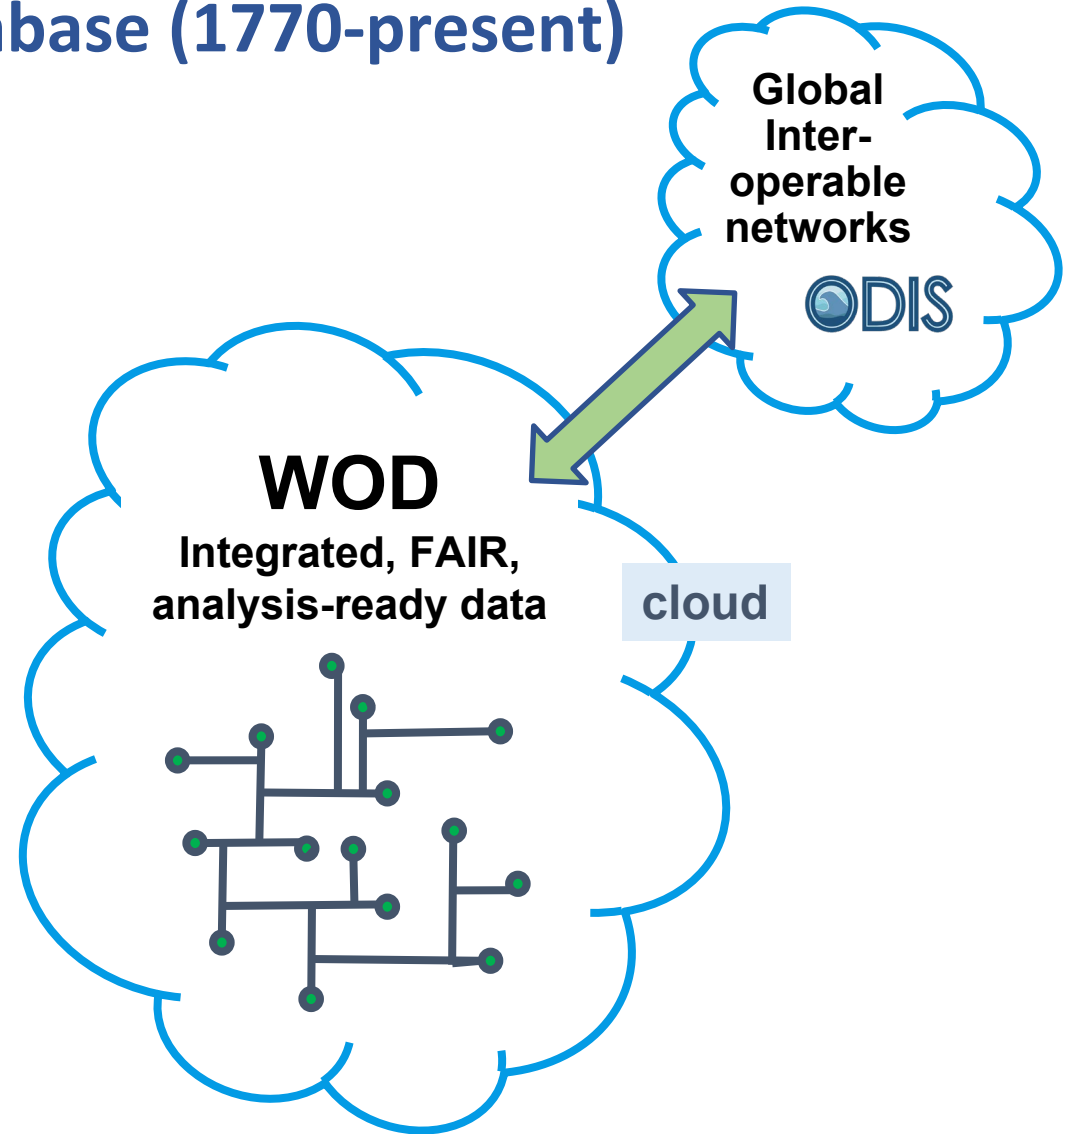 base (1770-present)
Global
Inter-
operable
networks
ODIS
WOD
Integrated, FAIR,
analysis-ready data
cloud